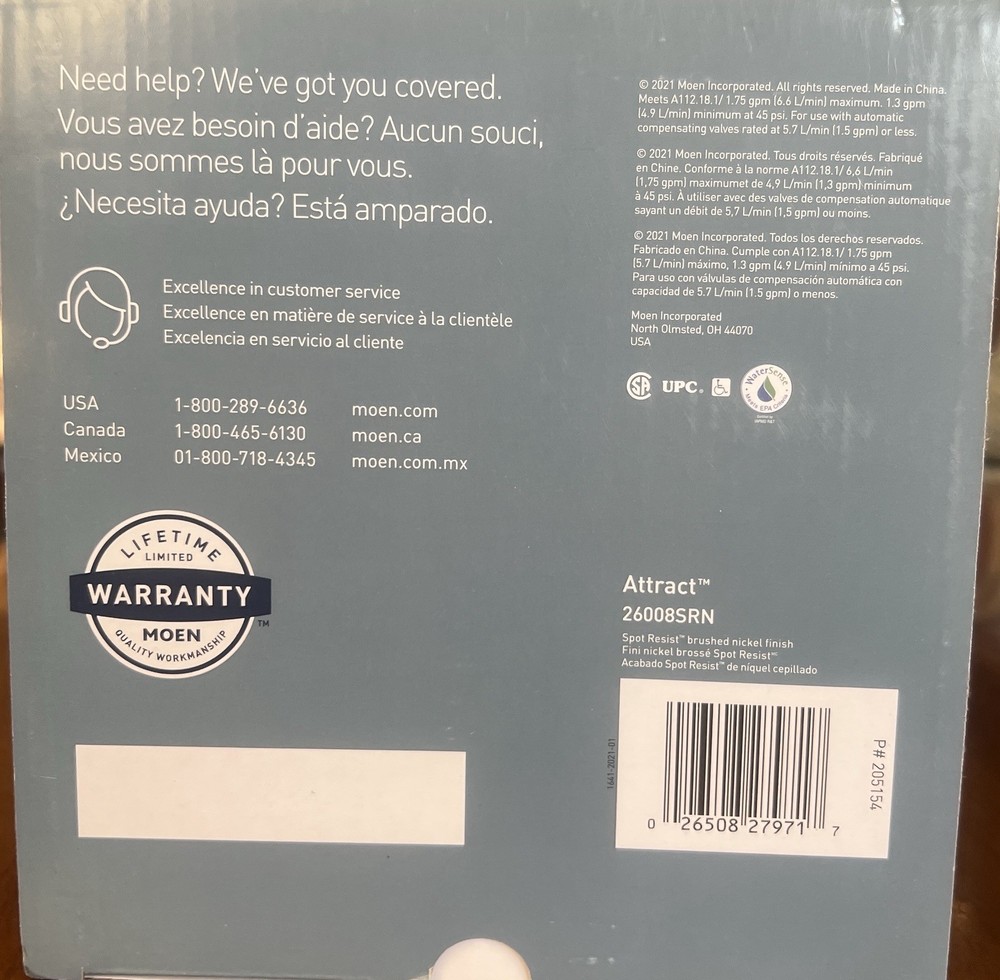 Need help? We've got you covered.
Vous avez besoin d'aide? Aucun souci,
nous sommes là pour vous.
¿Necesita ayuda? Está amparado.
Excellence in customer service
Excellence en matière de service à la clientèle
Excelencia en servicio al cliente
USA 1-800-289-6636 moen.com
Canada 1-800-465-6130 moen.ca
Mexico 01-800-718-4345 moen.com.mx
LIFETIME
LIMITED
WARRANTY
TM
MOEN
QUALITY WORKMANSHIP
© 2021 Moen Incorporated. All rights reserved. Made in China.
Meets A112.18.1/ 1.75 gpm (6.6 L/min) maximum. 1.3 gpm
(4.9 L/min) minimum at 45 psi. For use with automatic
compensating valves rated at 5.7 L/min (1.5 gpm) or less.
© 2021 Moen Incorporated. Tous droits réservés. Fabriqué
en Chine. Conforme à la norme A112.18.1/ 6,6 L/min
(1,75 gpm) maximumet de 4,9 L/min (1,3 gpm) minimum
à 45 psi. À utiliser avec des valves de compensation automatique
sayant un débit de 5,7 L/min (1,5 gpm) ou moins.
© 2021 Moen Incorporated. Todos los derechos reservados.
Fabricado en China. Cumple con A112.18.1/ 1.75 gpm
(5.7 L/min) máximo, 1.3 gpm (4.9 L/min) mínimo a 45 psi.
Para uso con válvulas de compensación automática con
capacidad de 5.7 L/min (1.5 gpm) o menos.
Moen Incorporated
North Olmsted, OH 44070
USA
SA UPC®
WaterSense
Meets EPA Criteria
Attract™
26008SRN
Spot Resist™ brushed nickel finish
Fini nickel brossé Spot Resist™ᶜ
Acabado Spot Resist™ de níquel cepillado
1641-2021-01
P# 205154
0 26508 27971 7